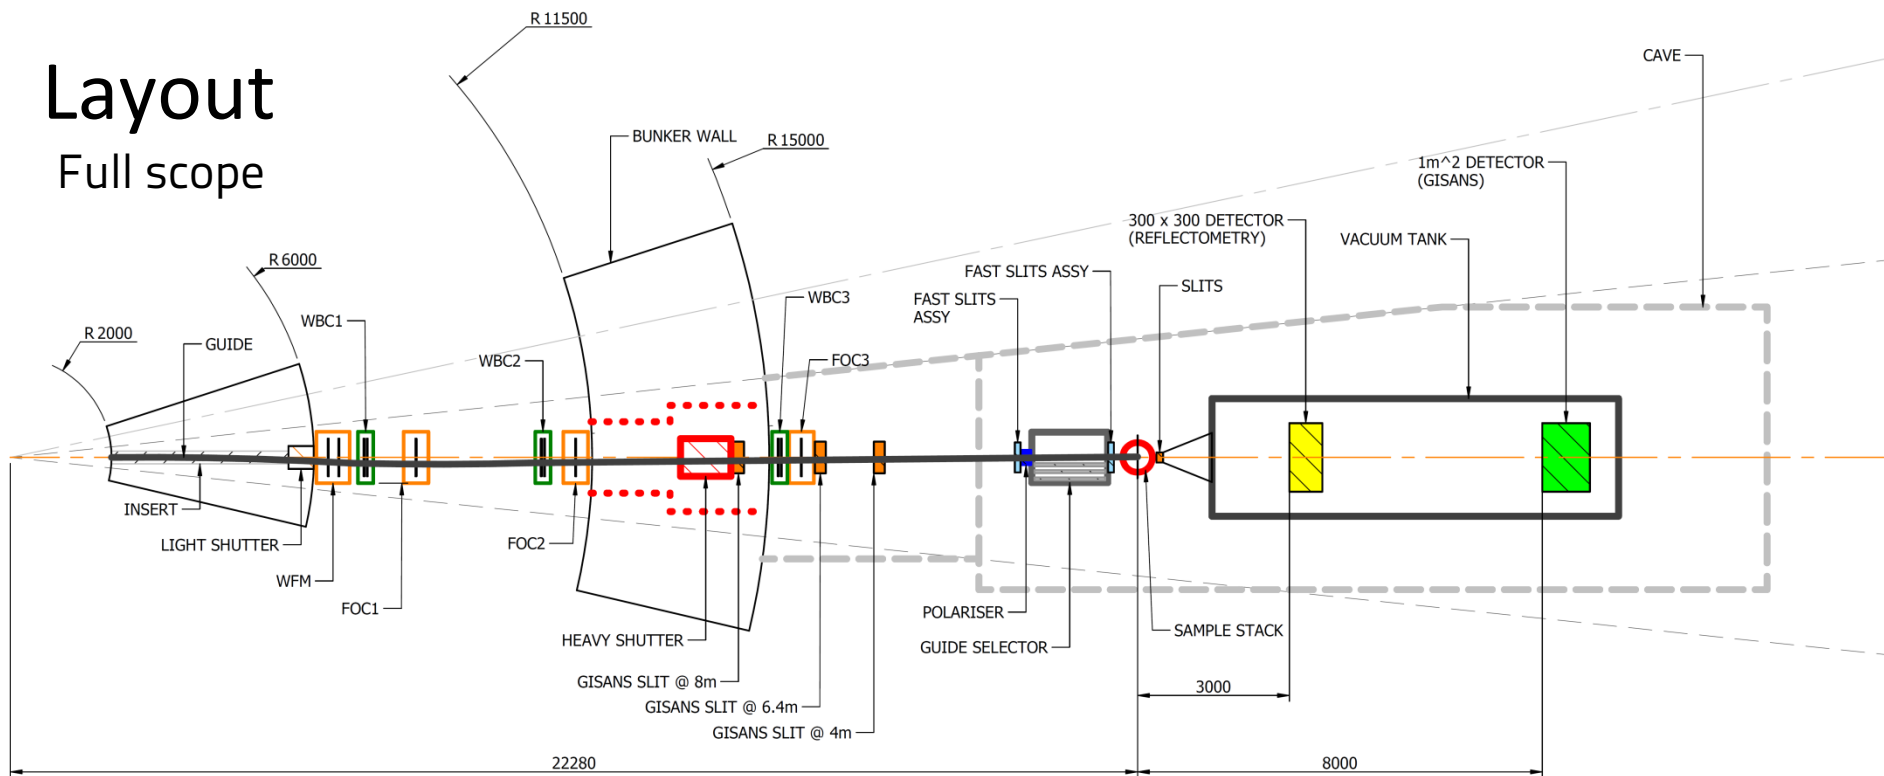 Layout
Full scope
R 11500
CAVE
BUNKER WALL
R 15000
1m^2 DETECTOR
(GISANS)
300 x 300 DETECTOR
(REFLECTOMETRY)
VACUUM TANK
R 6000
FAST SLITS ASSY
SLITS
FAST SLITS
ASSY
WBC3
WBC1
R 2000
GUIDE
WBC2
FOC3
INSERT
LIGHT SHUTTER
FOC2
WFM
FOC1
POLARISER
SAMPLE STACK
HEAVY SHUTTER
GUIDE SELECTOR
GISANS SLIT @ 8m
3000
GISANS SLIT @ 6.4m
GISANS SLIT @ 4m
22280
8000